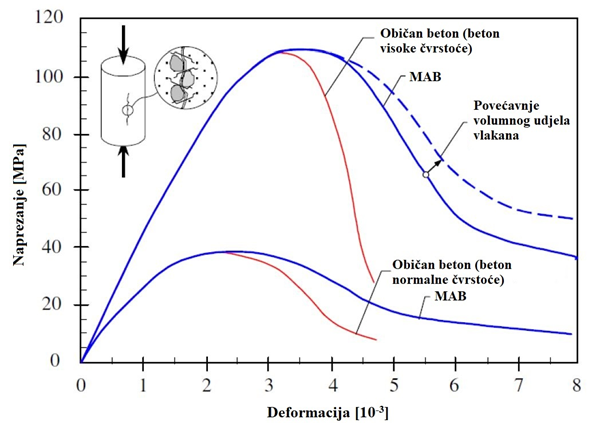 120
100
80
60
40
20
0
Naprezanje [MPa]
Običan beton (beton
visoke čvrstoće)
MAB
Povećavnje
volumnog udjela
vlakana
Običan beton (beton
normalne čvrstoće)
MAB
0 1 2 3 4 5 6 7 8
Deformacija [10⁻³]